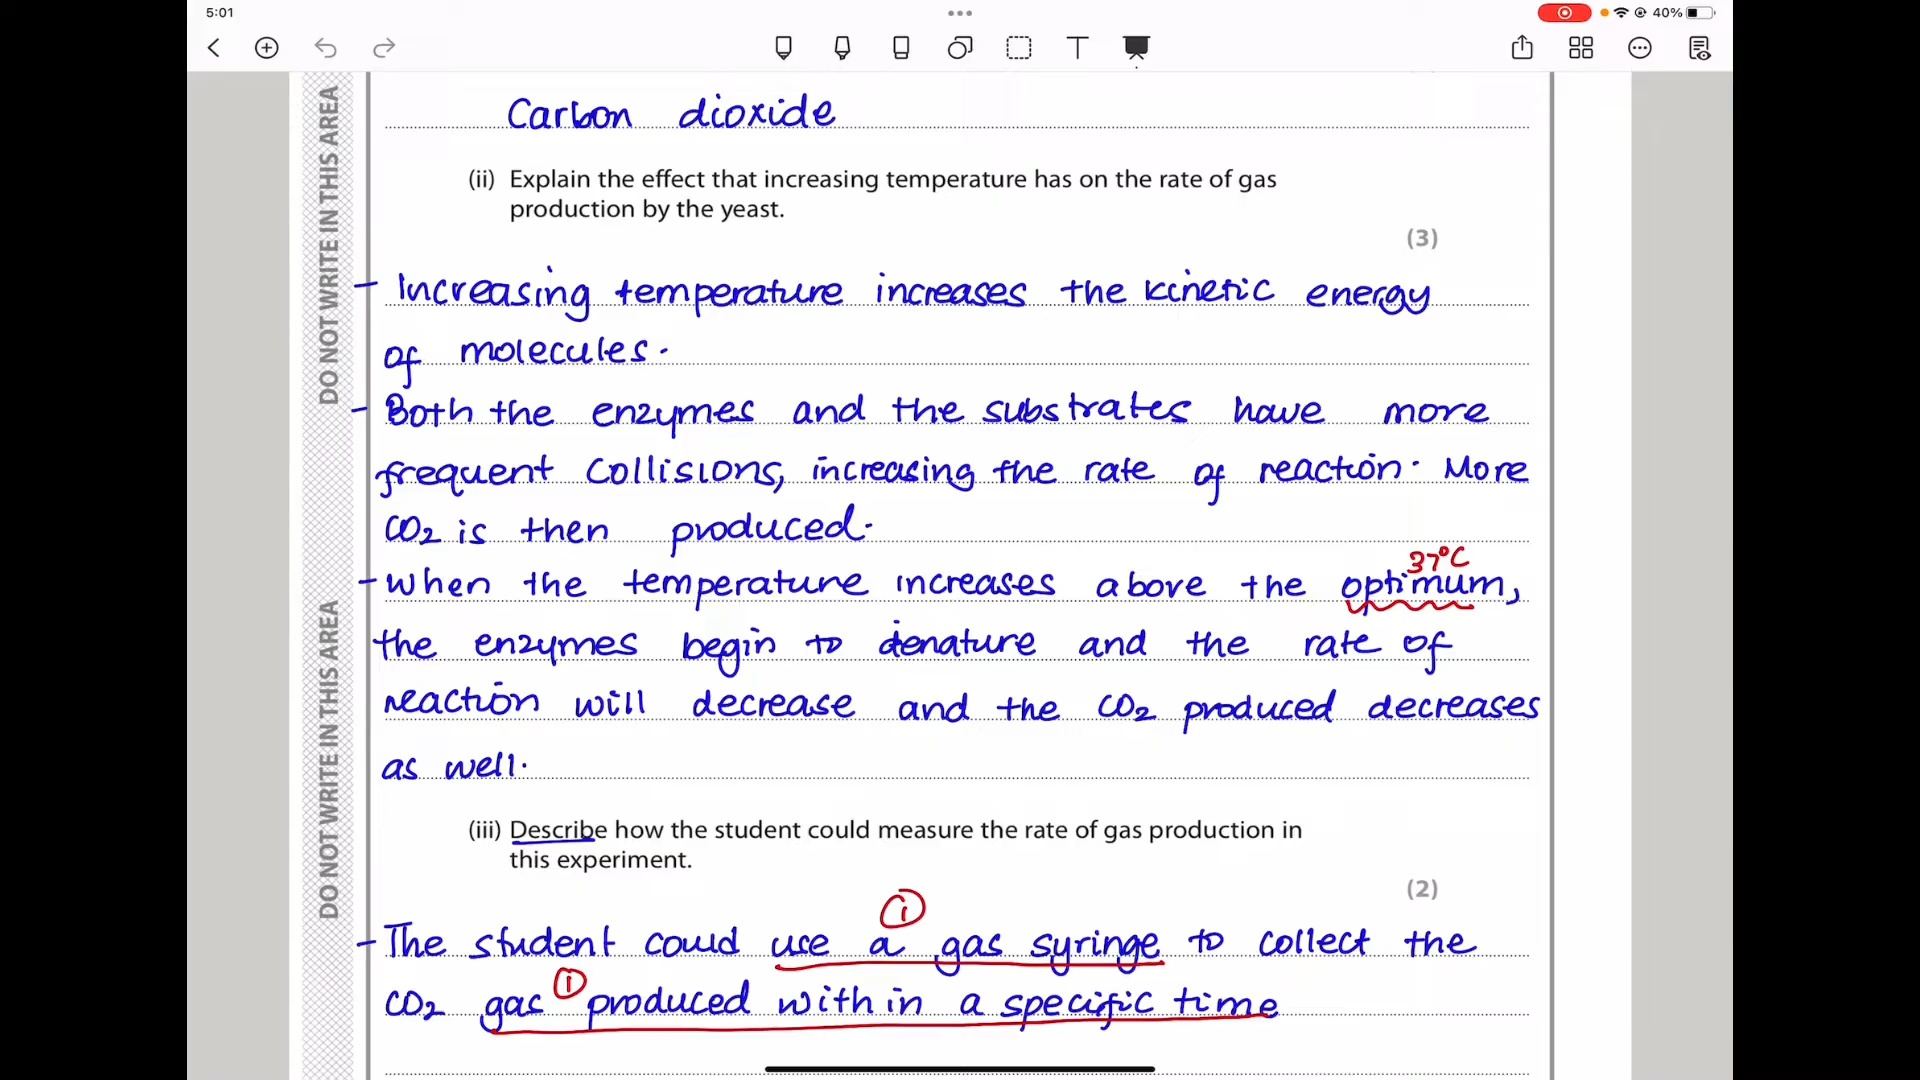 5:01
40%
Carbon dioxide
(ii) Explain the effect that increasing temperature has on the rate of gas
production by the yeast.
(3)
- Increasing temperature increases the kinetic energy
of molecules.
- Both the enzymes and the substrates have more
frequent collisions, increasing the rate of reaction. More
CO2 is then produced.
37°C
- when the temperature increases above the optimum,
the enzymes begin to denature and the rate of
reaction will decrease and the CO2 produced decreases
as well.
(iii) Describe how the student could measure the rate of gas production in
this experiment.
(2)
1
- The student could use a gas syringe to collect the
1
CO2 gas produced within a specific time
DO NOT WRITE IN THIS AREA
DO NOT WRITE IN THIS AREA